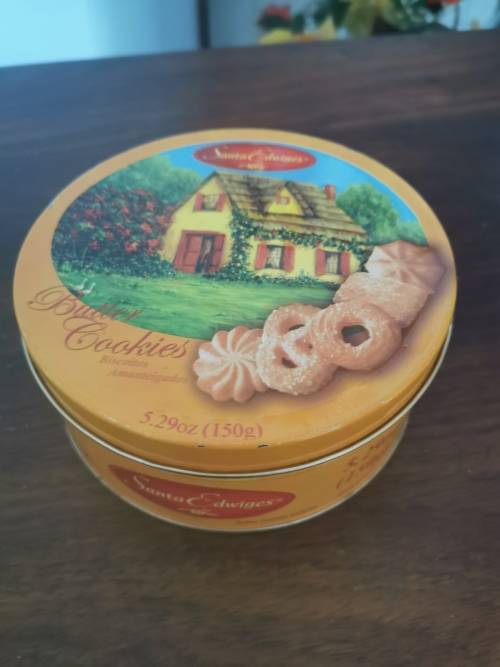 Santa Edwiges
Butter
Cookies
Biscoitos
Amanteigados
5.29oz (150g)
Santa Edwiges